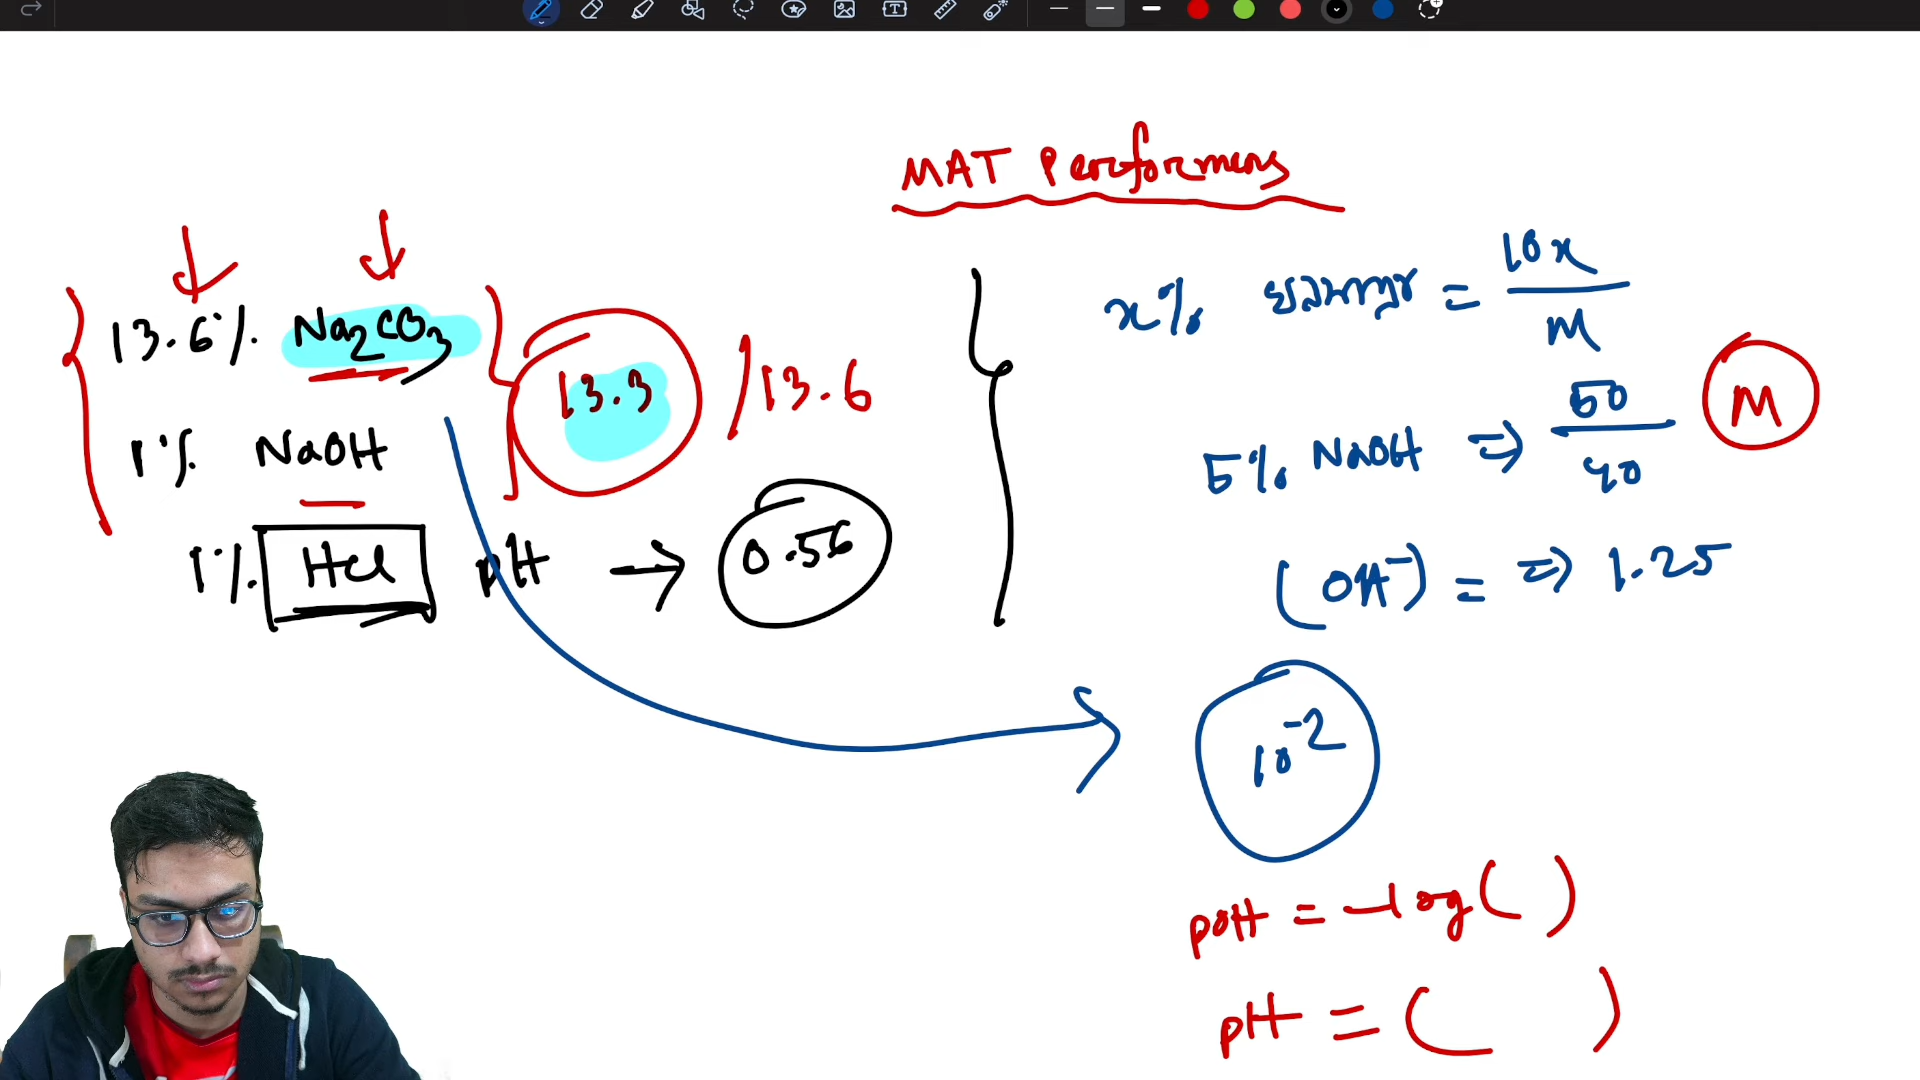 MAT Performens
13.6% Na2CO3
13.3 /13.6
1% NaOH
1% HCl pH → 0.56
x% = 10x / M
5% NaOH ⇒ 50 / 40 M
(OH⁻) = ⇒ 1.25
10⁻²
pOH = -log( )
pH = ( )